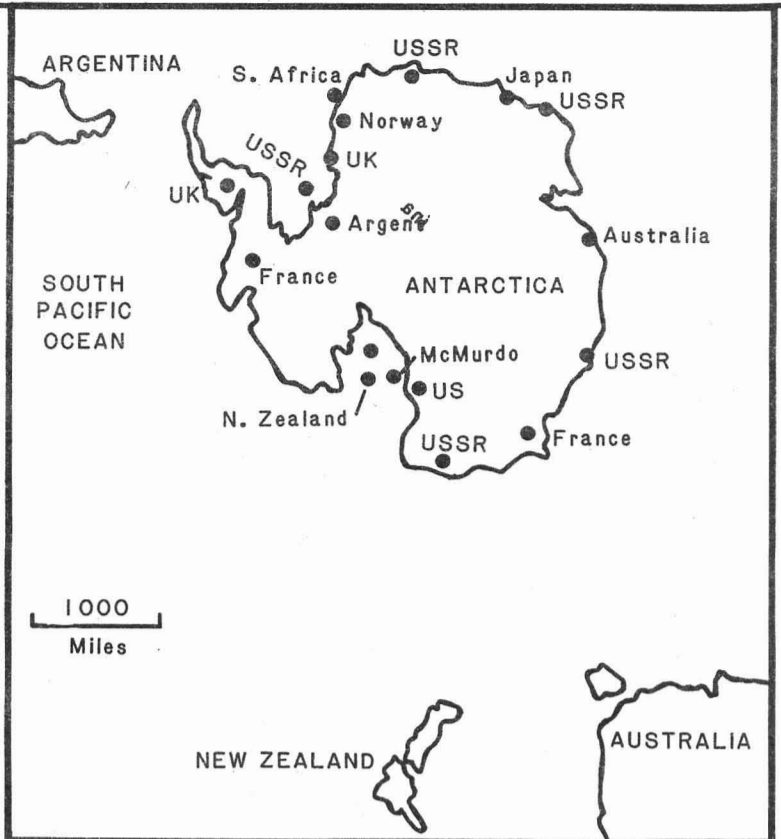 USSR
ARGENTINA
S. Africa
Japan
USSR
Norway
USSR
UK
UK
Argent
Australia
France
ANTARCTICA
SOUTH
PACIFIC
OCEAN
McMurdo
USSR
US
N. Zealand
USSR
France
1000
Miles
NEW ZEALAND
AUSTRALIA